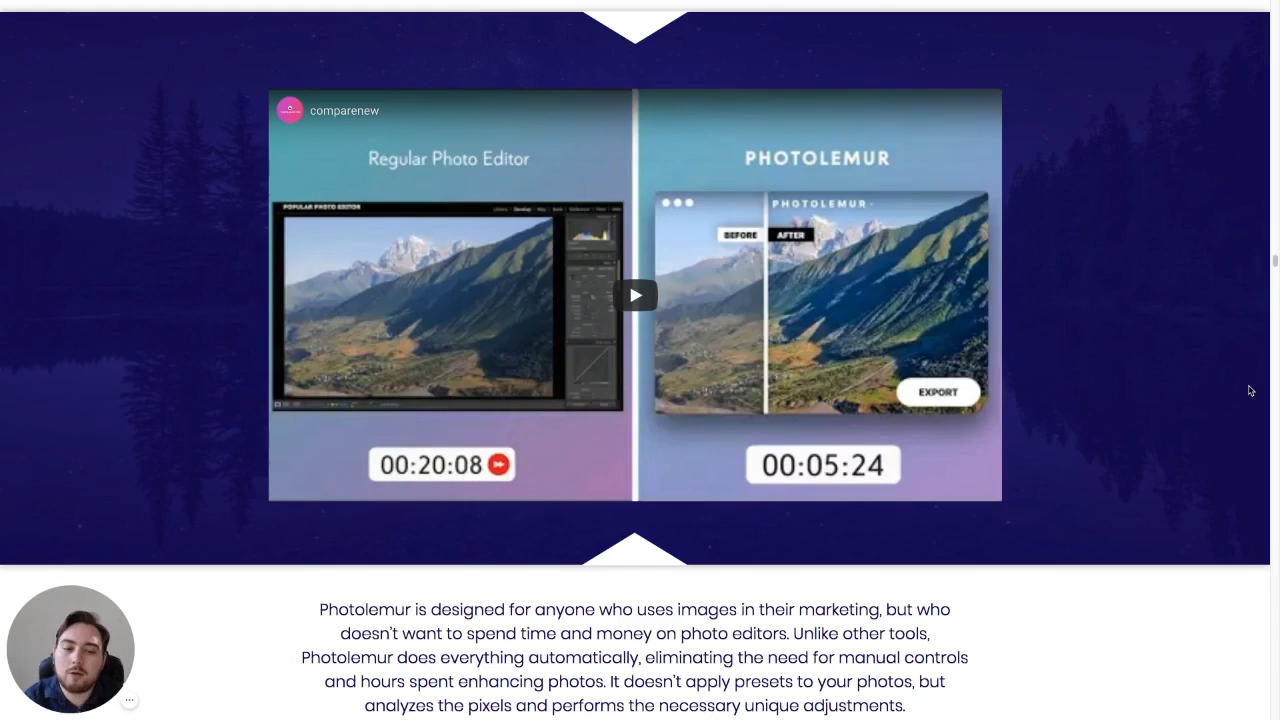 comparenew
Regular Photo Editor
PHOTOLEMUR
POPULAR PHOTO EDITOR
PHOTOLEMUR
BEFORE AFTER
EXPORT
00:20:08
00:05:24
Photolemur is designed for anyone who uses images in their marketing, but who
doesn’t want to spend time and money on photo editors. Unlike other tools,
Photolemur does everything automatically, eliminating the need for manual controls
and hours spent enhancing photos. It doesn’t apply presets to your photos, but
analyzes the pixels and performs the necessary unique adjustments.